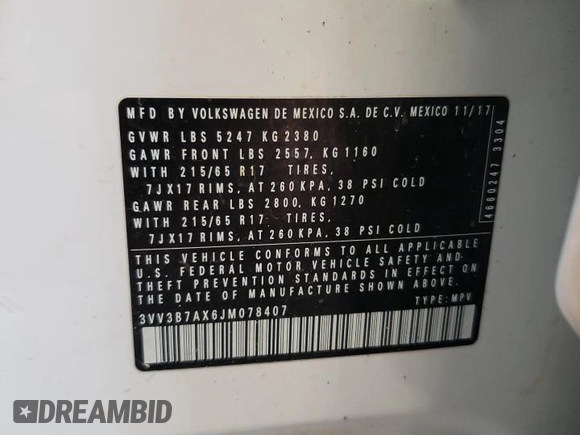 MFD BY VOLKSWAGEN DE MEXICO S.A. DE C.V. MEXICO 11/17
GVWR LBS 5247 KG 2380
GAWR FRONT LBS 2557, KG 1160
WITH 215/65 R17 TIRES,
7JX17 RIMS, AT 260 KPA, 38 PSI COLD
GAWR REAR LBS 2800, KG 1270
WITH 215/65 R17 TIRES,
7JX17 RIMS, AT 260 KPA, 38 PSI COLD
THIS VEHICLE CONFORMS TO ALL APPLICABLE
U.S. FEDERAL MOTOR VEHICLE SAFETY AND
THEFT PREVENTION STANDARDS IN EFFECT ON
THE DATE OF MANUFACTURE SHOWN ABOVE.
3VV3B7AX6JM078407 TYPE: MPV
4660247 3304
DREAMBID